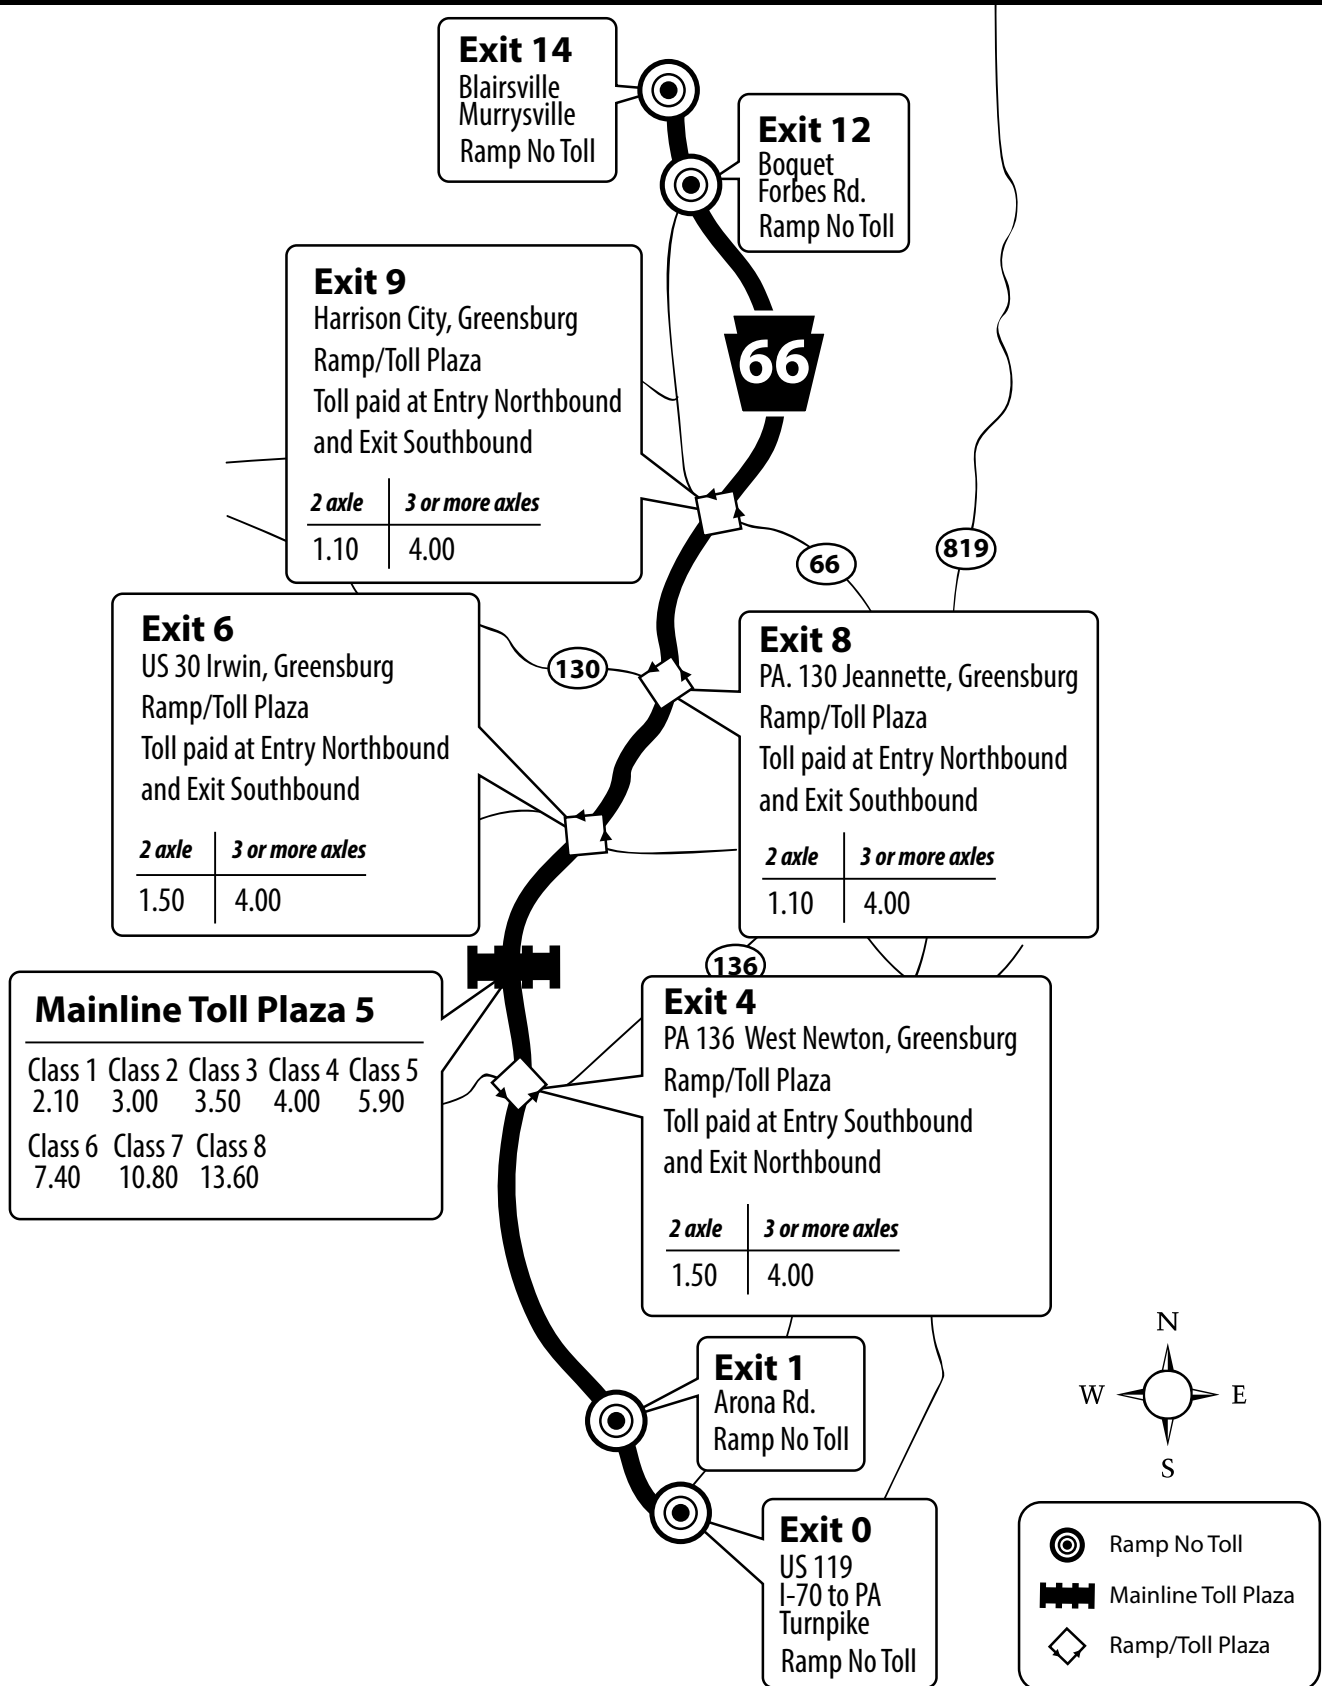 Exit 14
Blairsville
Murrysville
Ramp No Toll
Exit 12
Boquet
Forbes Rd.
Ramp No Toll
Exit 9
Harrison City, Greensburg
Ramp/Toll Plaza
Toll paid at Entry Northbound
and Exit Southbound
2 axle 3 or more axles
1.10 4.00
66
66
819
Exit 6
US 30 Irwin, Greensburg
Ramp/Toll Plaza
Toll paid at Entry Northbound
and Exit Southbound
2 axle 3 or more axles
1.50 4.00
130
Exit 8
PA. 130 Jeannette, Greensburg
Ramp/Toll Plaza
Toll paid at Entry Northbound
and Exit Southbound
2 axle 3 or more axles
1.10 4.00
136
Mainline Toll Plaza 5
Class 1 Class 2 Class 3 Class 4 Class 5
2.10 3.00 3.50 4.00 5.90
Class 6 Class 7 Class 8
7.40 10.80 13.60
Exit 4
PA 136 West Newton, Greensburg
Ramp/Toll Plaza
Toll paid at Entry Southbound
and Exit Northbound
2 axle 3 or more axles
1.50 4.00
Exit 1
Arona Rd.
Ramp No Toll
Exit 0
US 119
I-70 to PA
Turnpike
Ramp No Toll
N
W E
S
Ramp No Toll
Mainline Toll Plaza
Ramp/Toll Plaza